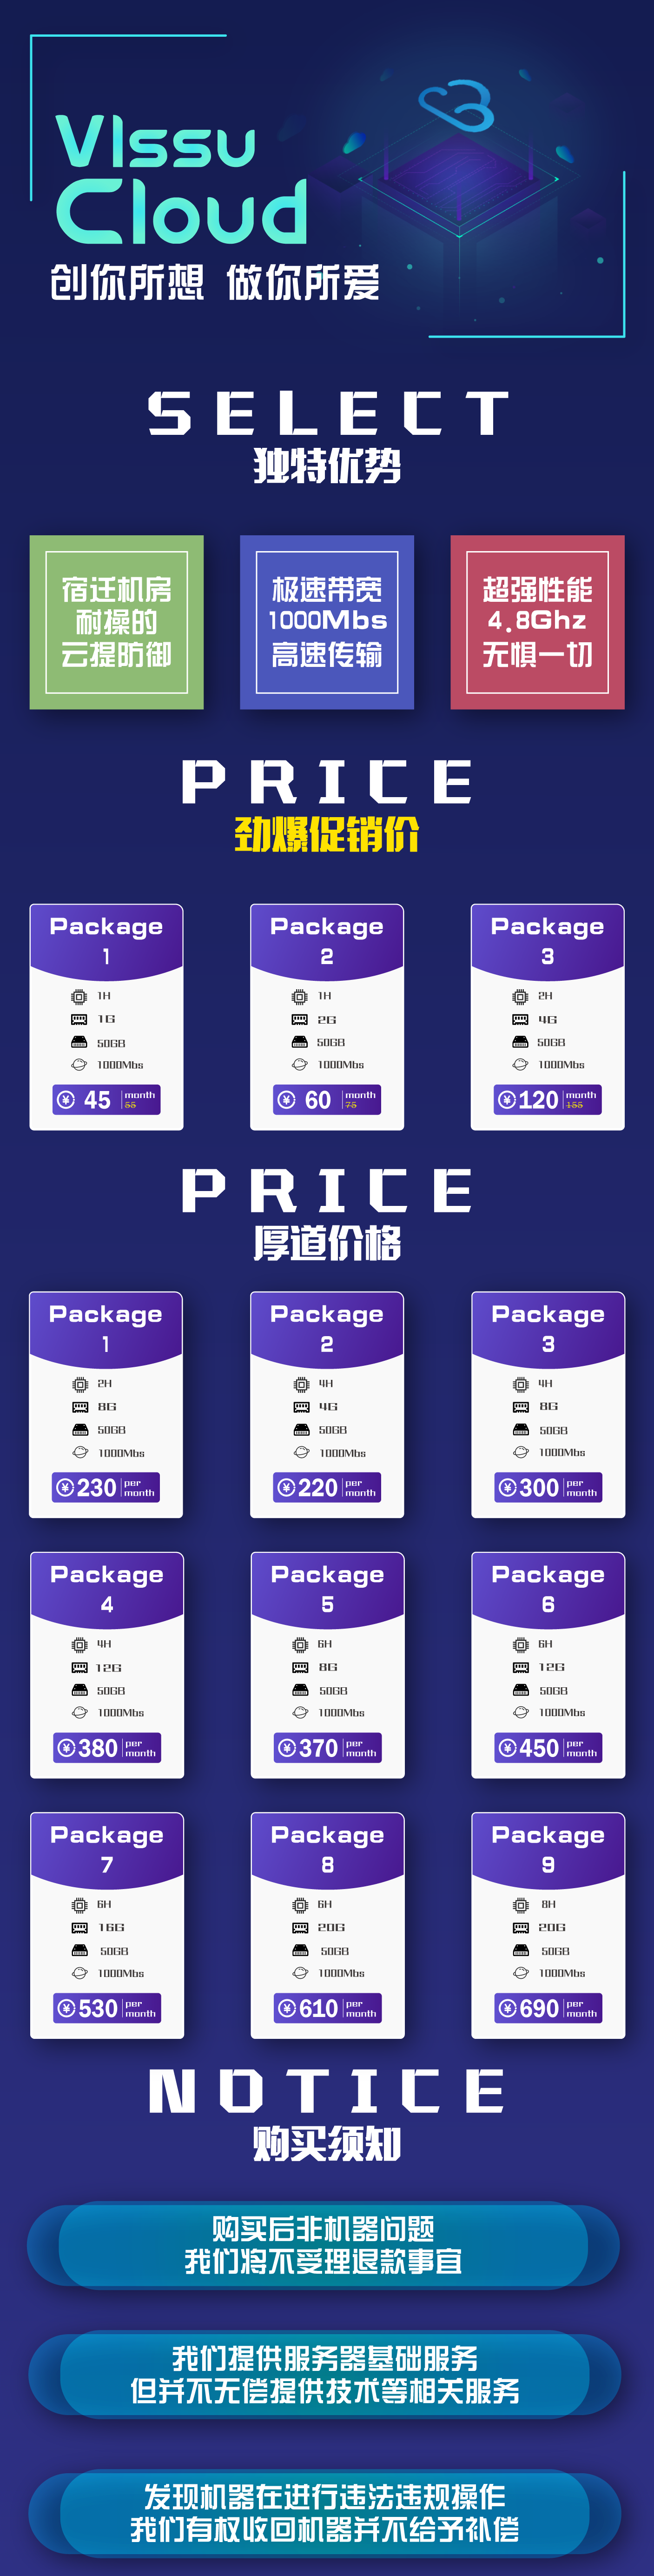 Vissu
Cloud
创你所想 做你所爱
SELECT
独特优势
宿迁机房
耐操的
云提防御
极速带宽
1000Mbs
高速传输
超强性能
4.8Ghz
无惧一切
PRICE
劲爆促销价
Package
1
1H
1G
50GB
1000Mbs
¥ 45 month
55
Package
2
1H
2G
50GB
1000Mbs
¥ 60 month
75
Package
3
2H
4G
50GB
1000Mbs
¥ 120 month
155
PRICE
厚道价格
Package
1
2H
8G
50GB
1000Mbs
¥ 230 per
month
Package
2
4H
4G
50GB
1000Mbs
¥ 220 per
month
Package
3
4H
8G
50GB
1000Mbs
¥ 300 per
month
Package
4
4H
12G
50GB
1000Mbs
¥ 380 per
month
Package
5
6H
8G
50GB
1000Mbs
¥ 370 per
month
Package
6
6H
12G
50GB
1000Mbs
¥ 450 per
month
Package
7
6H
16G
50GB
1000Mbs
¥ 530 per
month
Package
8
6H
20G
50GB
1000Mbs
¥ 610 per
month
Package
9
8H
20G
50GB
1000Mbs
¥ 690 per
month
NOTICE
购买须知
购买后非机器问题
我们将不受理退款事宜
我们提供服务器基础服务
但并不无偿提供技术等相关服务
发现机器在进行违法违规操作
我们有权收回机器并不给予补偿